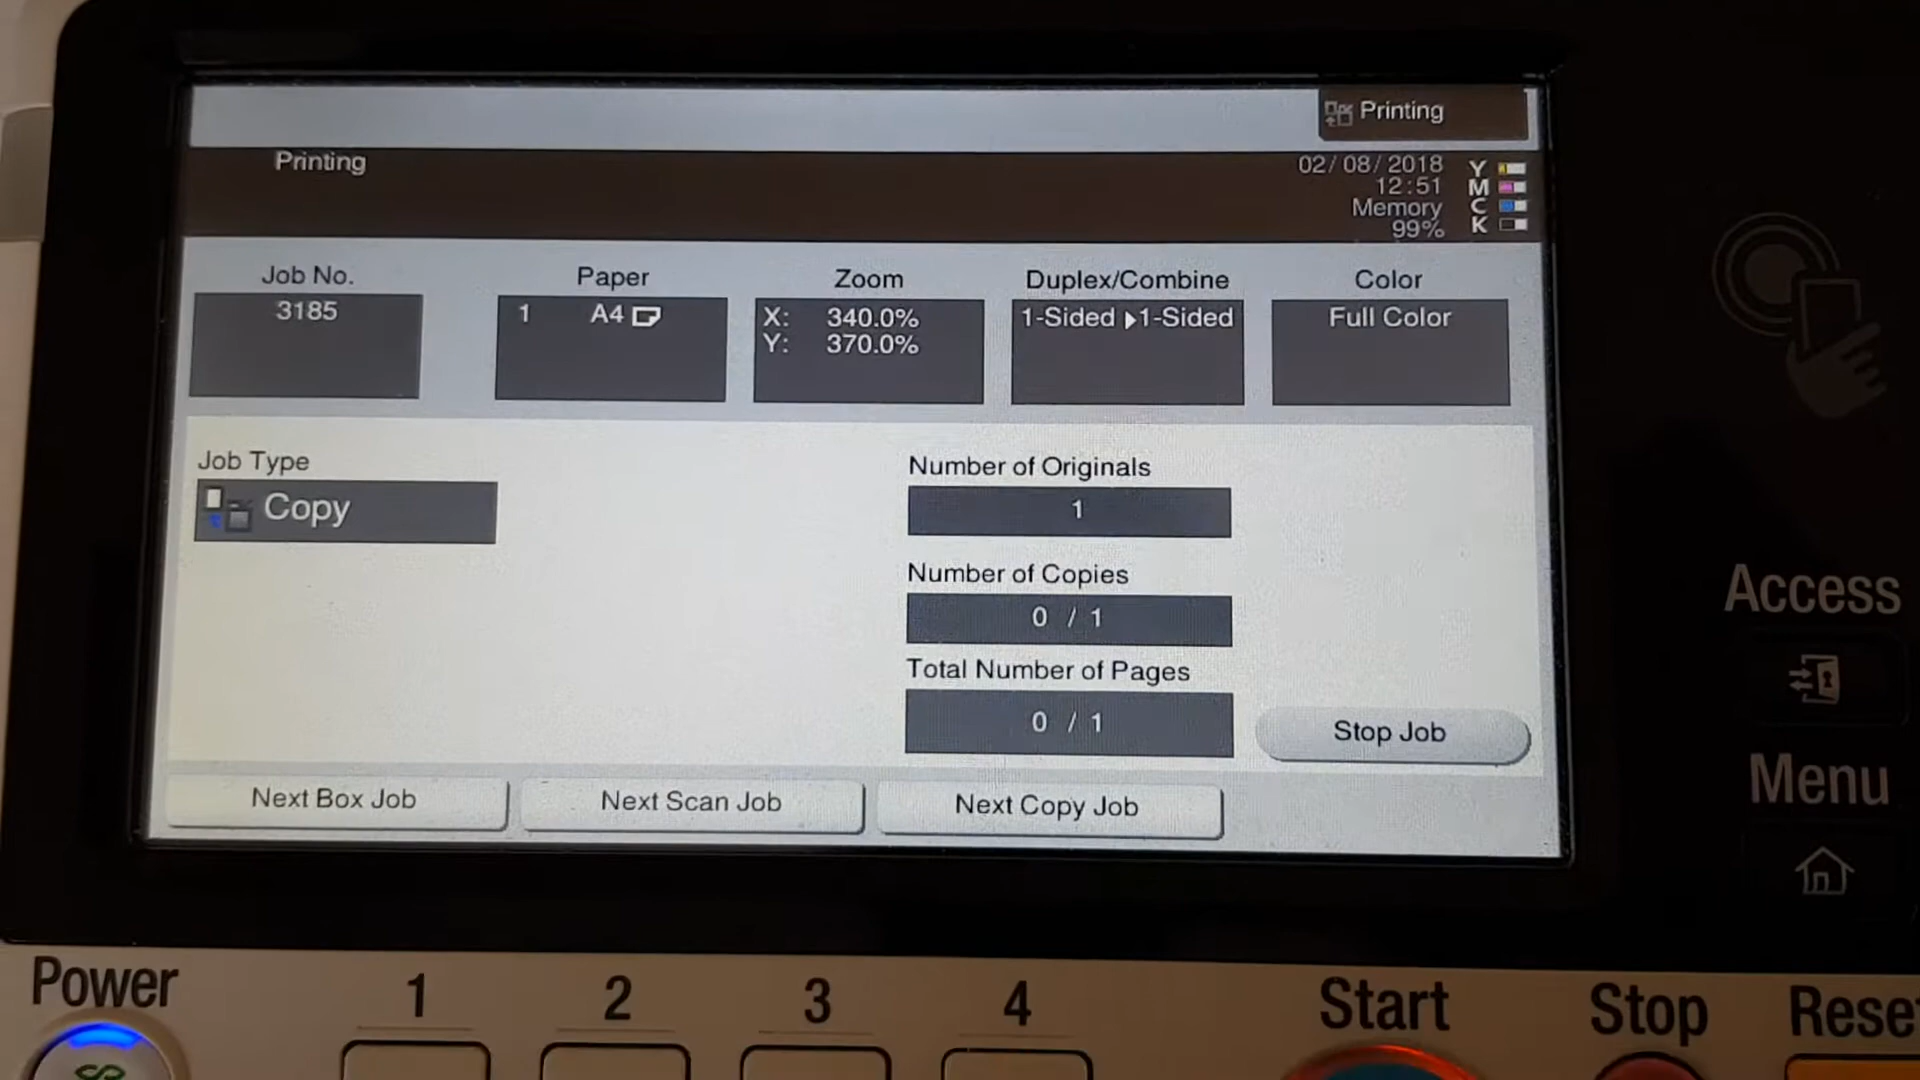 Printing
Printing
02/08/2018
12:51
Memory
99%
Y
M
C
K
Job No.
3185
Paper
1 A4
Zoom
X: 340.0%
Y: 370.0%
Duplex/Combine
1-Sided ▶1-Sided
Color
Full Color
Job Type
Copy
Number of Originals
1
Number of Copies
0 / 1
Total Number of Pages
0 / 1
Stop Job
Next Box Job
Next Scan Job
Next Copy Job
Access
Menu
Power
1
2
3
4
Start
Stop
Rese